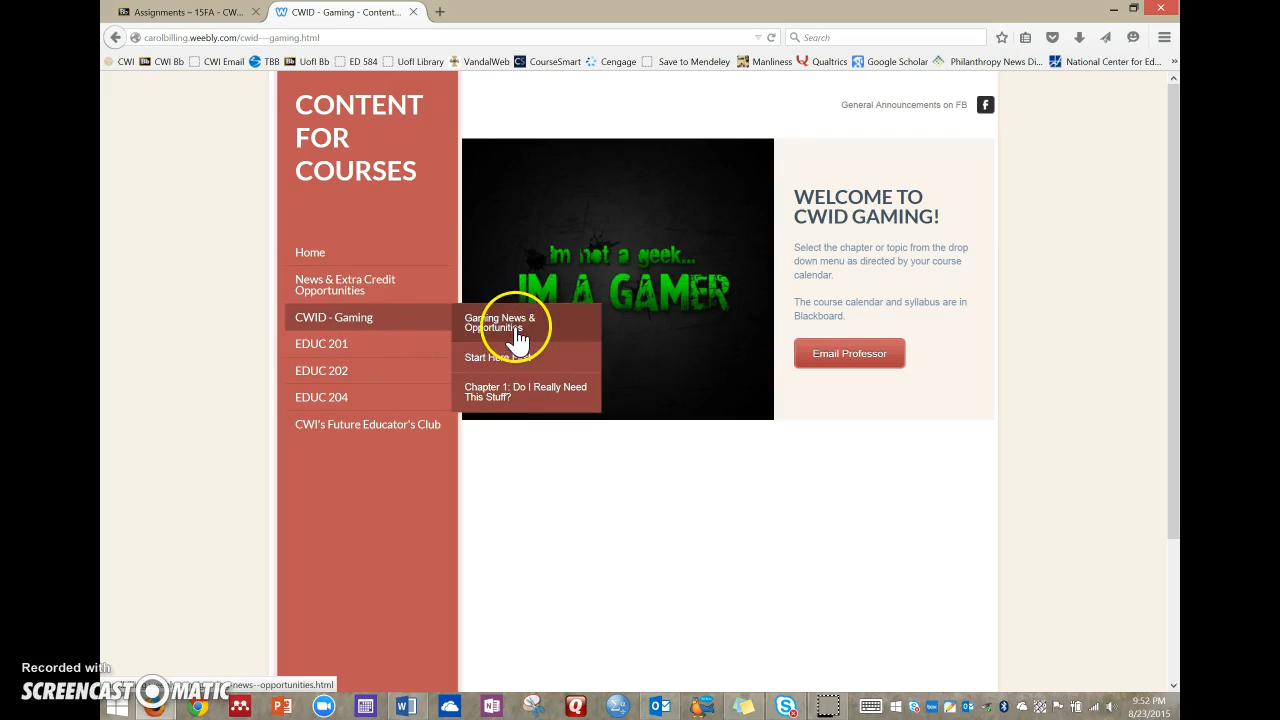 Assignments – 15FA - CW...
CWID - Gaming - Content...
carolbilling.weebly.com/cwid---gaming.html
Search
CWI
CWI Bb
CWI Email
TBB
UofI Bb
ED 584
UofI Library
VandalWeb
CourseSmart
Cengage
Save to Mendeley
Manliness
Qualtrics
Google Scholar
Philanthropy News Di...
National Center for Ed...
CONTENT
FOR
COURSES
General Announcements on FB
Home
News & Extra Credit
Opportunities
CWID - Gaming
EDUC 201
EDUC 202
EDUC 204
CWI's Future Educator's Club
Gaming News &
Opportunities
Start Here
Chapter 1: Do I Really Need
This Stuff?
Im not a geek...
IM A GAMER
WELCOME TO
CWID GAMING!
Select the chapter or topic from the drop
down menu as directed by your course
calendar.
The course calendar and syllabus are in
Blackboard.
Email Professor
news--opportunities.html
Recorded with
SCREENCAST MATIC
9:52 PM
8/23/2015